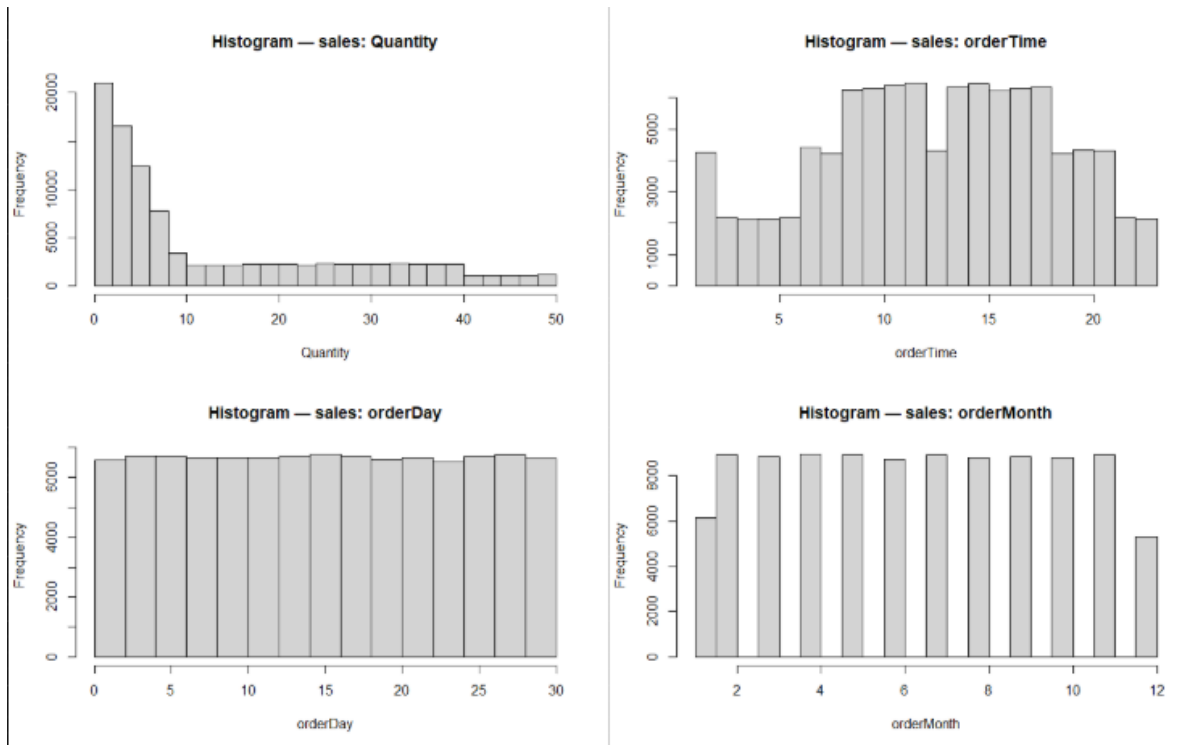 Histogram — sales: Quantity
Frequency
0
5000
10000
20000
0 10 20 30 40 50
Quantity
Histogram — sales: orderTime
Frequency
0
1000
3000
5000
5 10 15 20
orderTime
Histogram — sales: orderDay
Frequency
0
2000
4000
6000
0 5 10 15 20 25 30
orderDay
Histogram — sales: orderMonth
Frequency
0
2000
4000
6000
8000
2 4 6 8 10 12
orderMonth